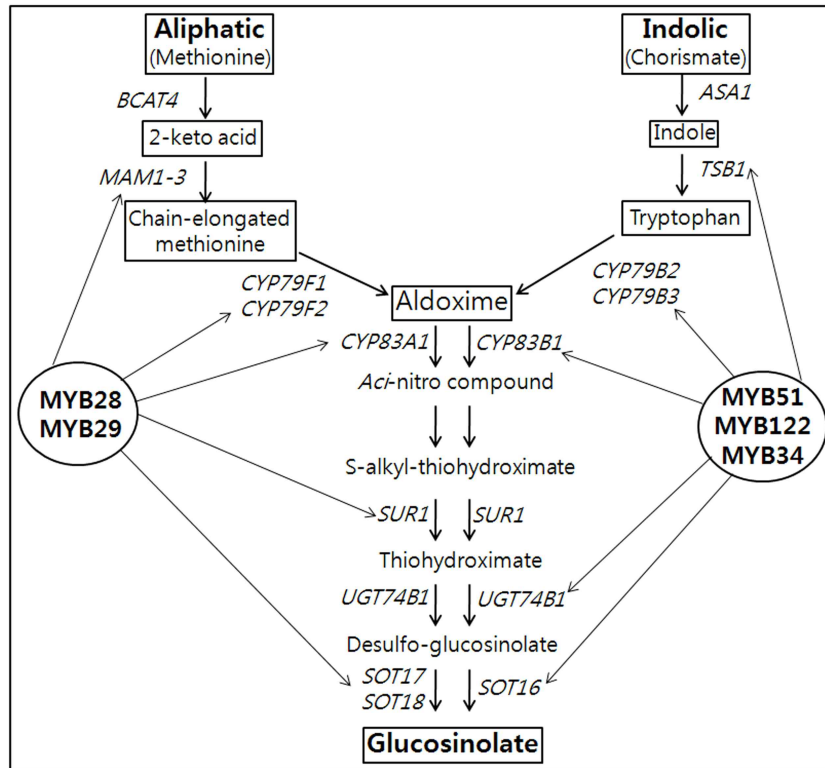 Aliphatic
(Methionine)
Indolic
(Chorismate)
BCAT4
ASA1
2-keto acid
Indole
MAM1-3
TSB1
Chain-elongated
methionine
Tryptophan
CYP79F1
CYP79F2
CYP79B2
CYP79B3
Aldoxime
CYP83A1
CYP83B1
Aci-nitro compound
MYB28
MYB29
MYB51
MYB122
MYB34
S-alkyl-thiohydroximate
SUR1
SUR1
Thiohydroximate
UGT74B1
UGT74B1
Desulfo-glucosinolate
SOT17
SOT18
SOT16
Glucosinolate